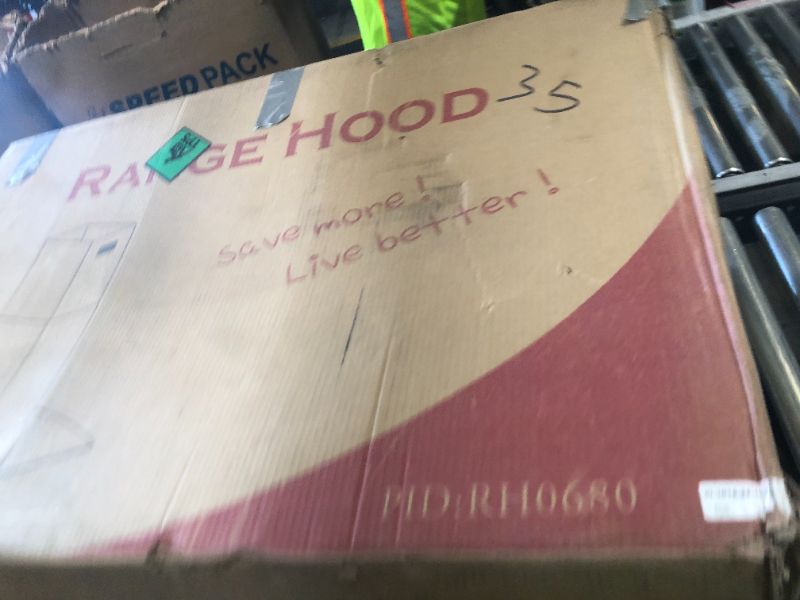 SPEED PACK
RANGE HOOD 35
Save more!
Live better!
PID:RH0680